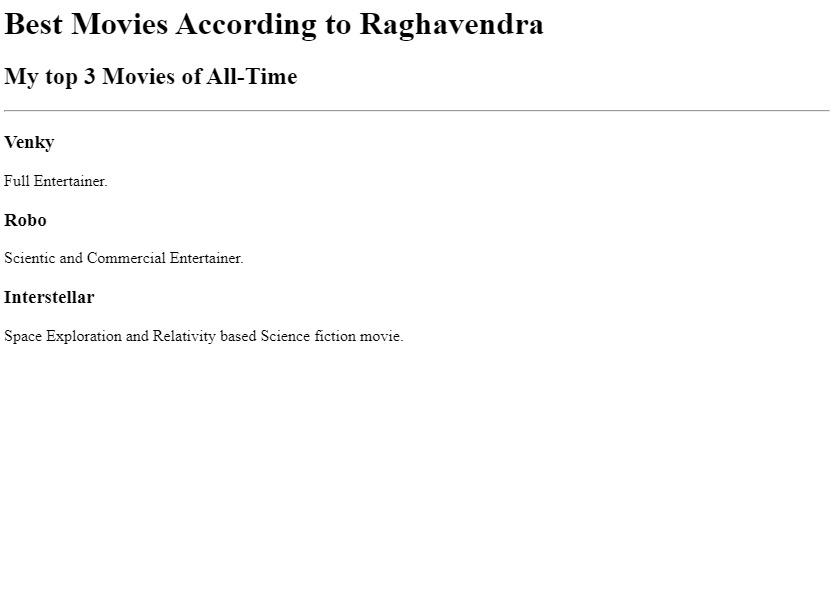 Best Movies According to Raghavendra
My top 3 Movies of All-Time
Venky
Full Entertainer.
Robo
Scientic and Commercial Entertainer.
Interstellar
Space Exploration and Relativity based Science fiction movie.